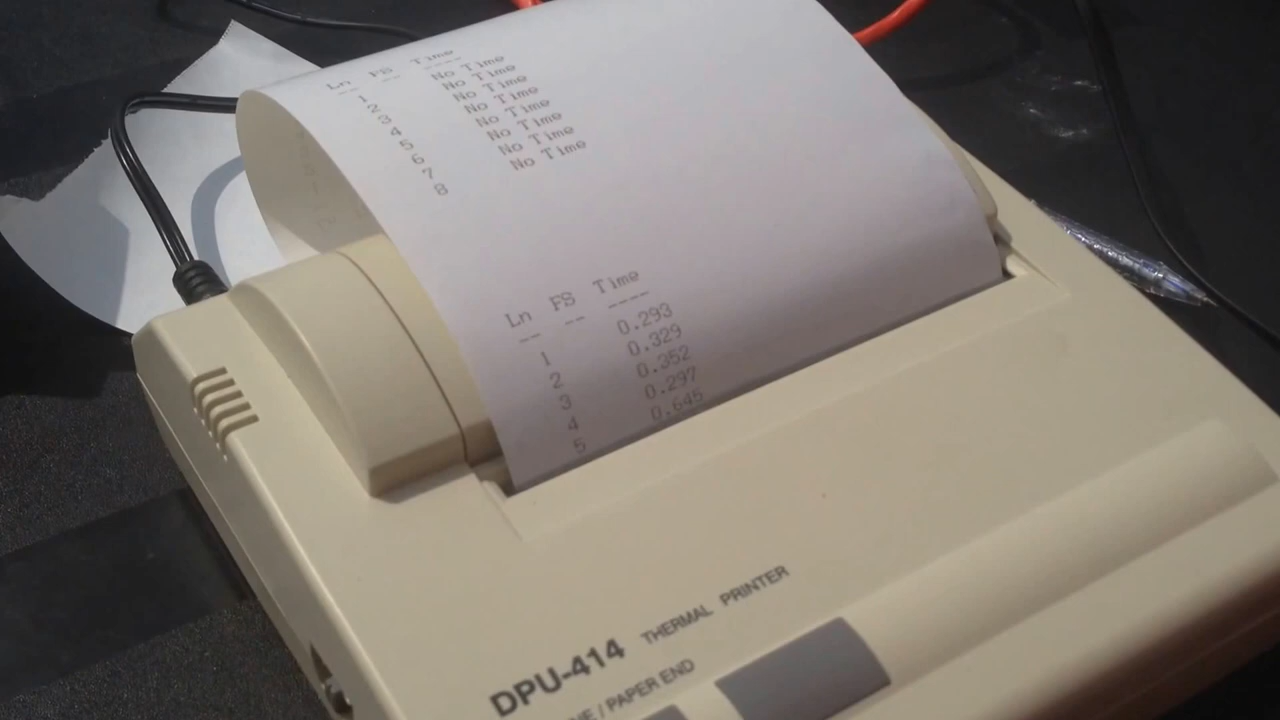 Ln FS Time
-- -- ----
1 No Time
2 No Time
3 No Time
4 No Time
5 No Time
6 No Time
7 No Time
8
Ln FS Time
-- -- ----
1 0.293
2 0.329
3 0.352
4 0.297
5 0.645
DPU-414 THERMAL PRINTER
/ PAPER END